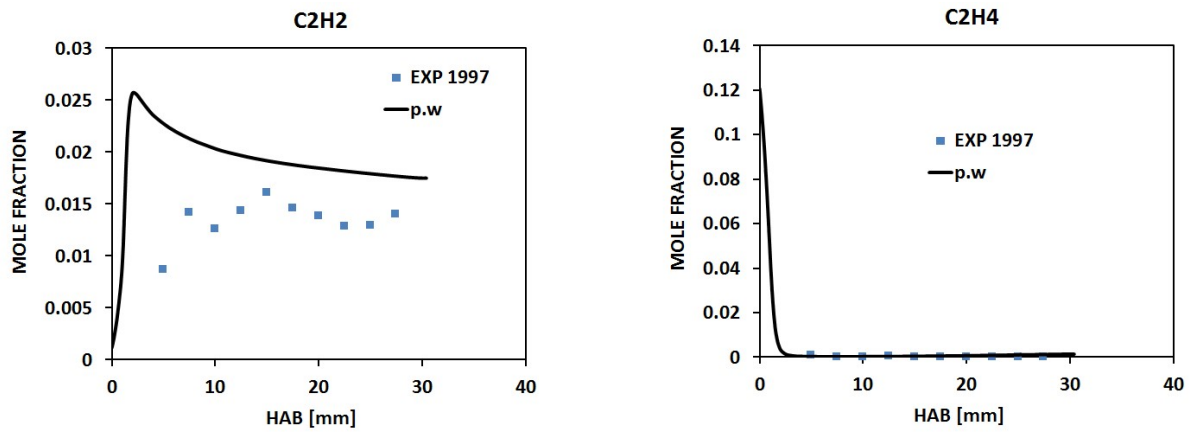 C2H2
0.03
0.025
0.02
0.015
0.01
0.005
0
MOLE FRACTION
EXP 1997
p.w
0 10 20 30 40
HAB [mm]
C2H4
0.14
0.12
0.1
0.08
0.06
0.04
0.02
0
MOLE FRACTION
EXP 1997
p.w
0 10 20 30 40
HAB [mm]